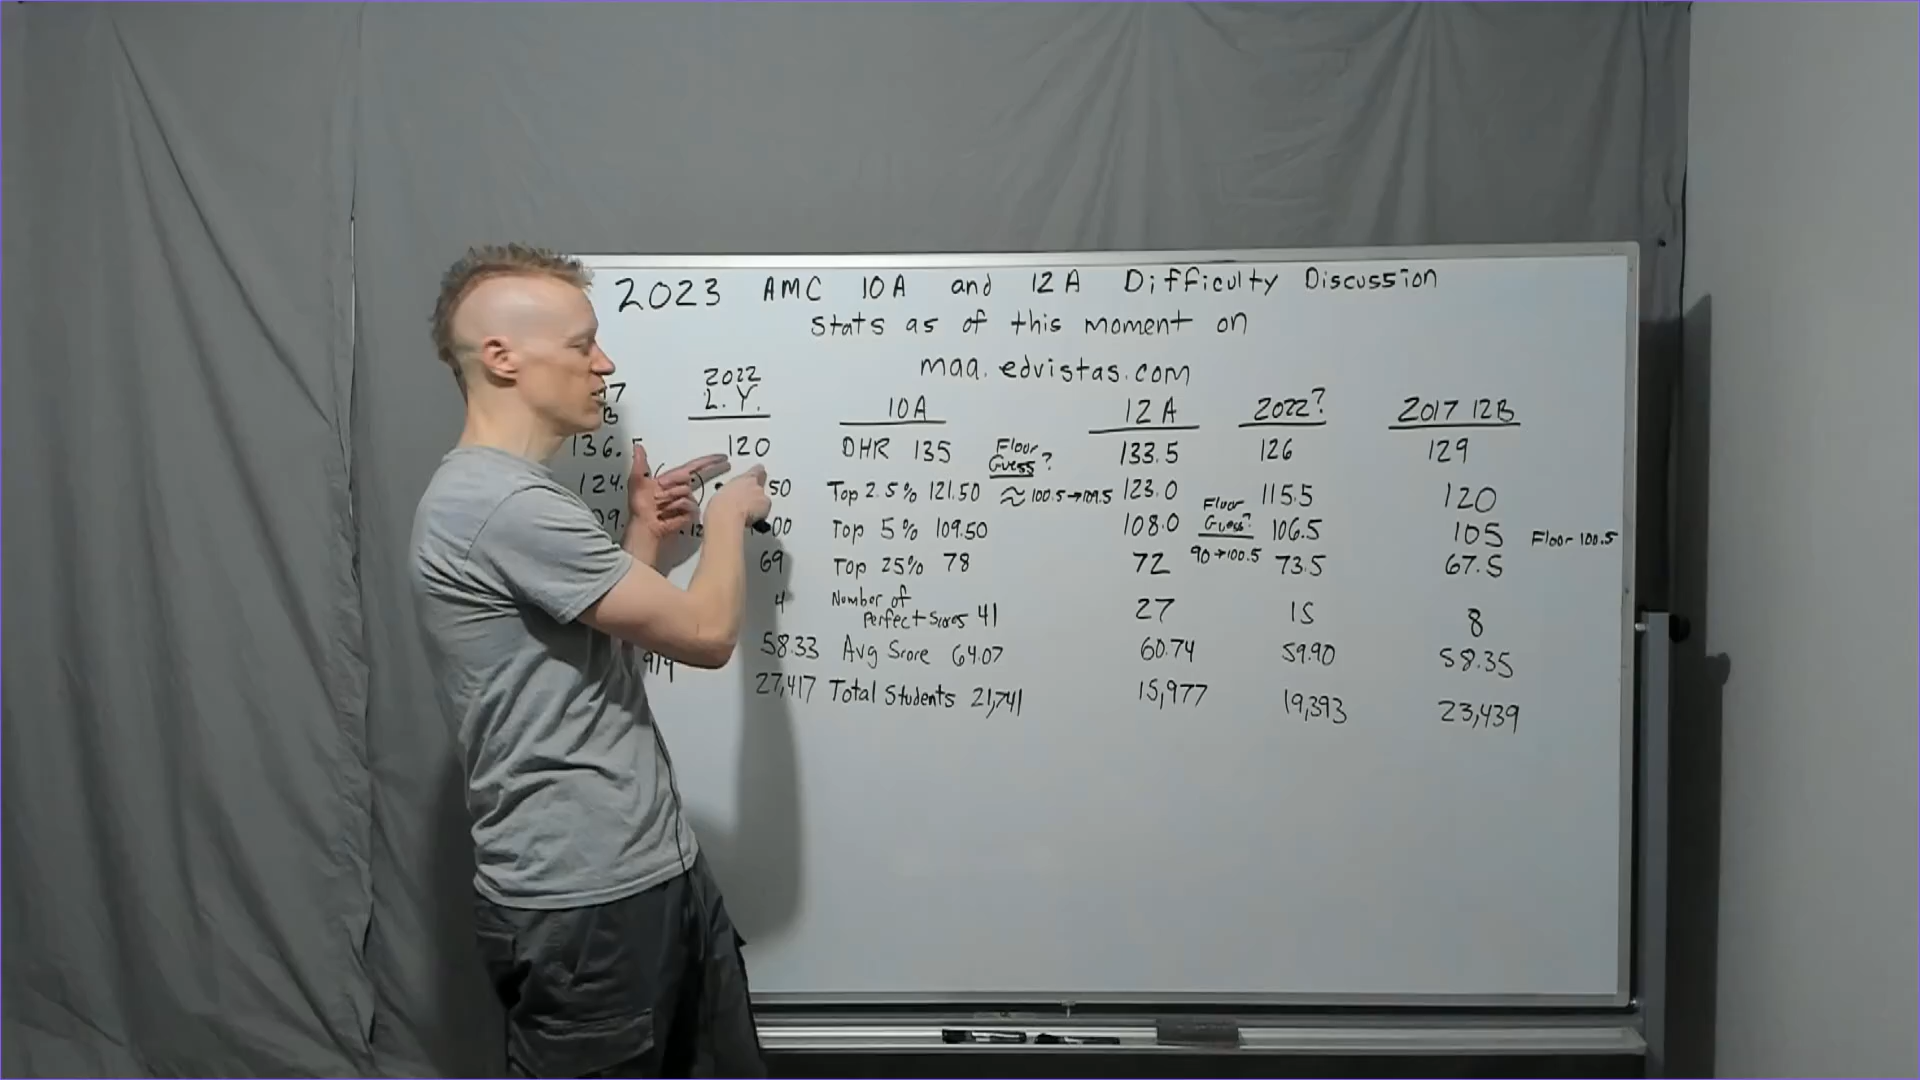 2023 AMC 10A and 12A Difficulty Discussion
stats as of this moment on
maa.edvistas.com
7 2022 L.Y. 10A 12A 2022? 2017 12B
B
136.5 120 DHR 135 Floor Guess? 133.5 126 129
124. 50 Top 2.5% 121.50 ≈ 100.5→109.5 123.0 Floor Guess? 115.5 120
09. 00 Top 5% 109.50 108.0 106.5 105 Floor 100.5
69 Top 25% 78 72 90→100.5 73.5 67.5
4 Number of Perfect Scores 41 27 15 8
58.33 Avg Score 64.07 60.74 59.90 58.35
27,417 Total Students 21,741 15,977 19,393 23,439